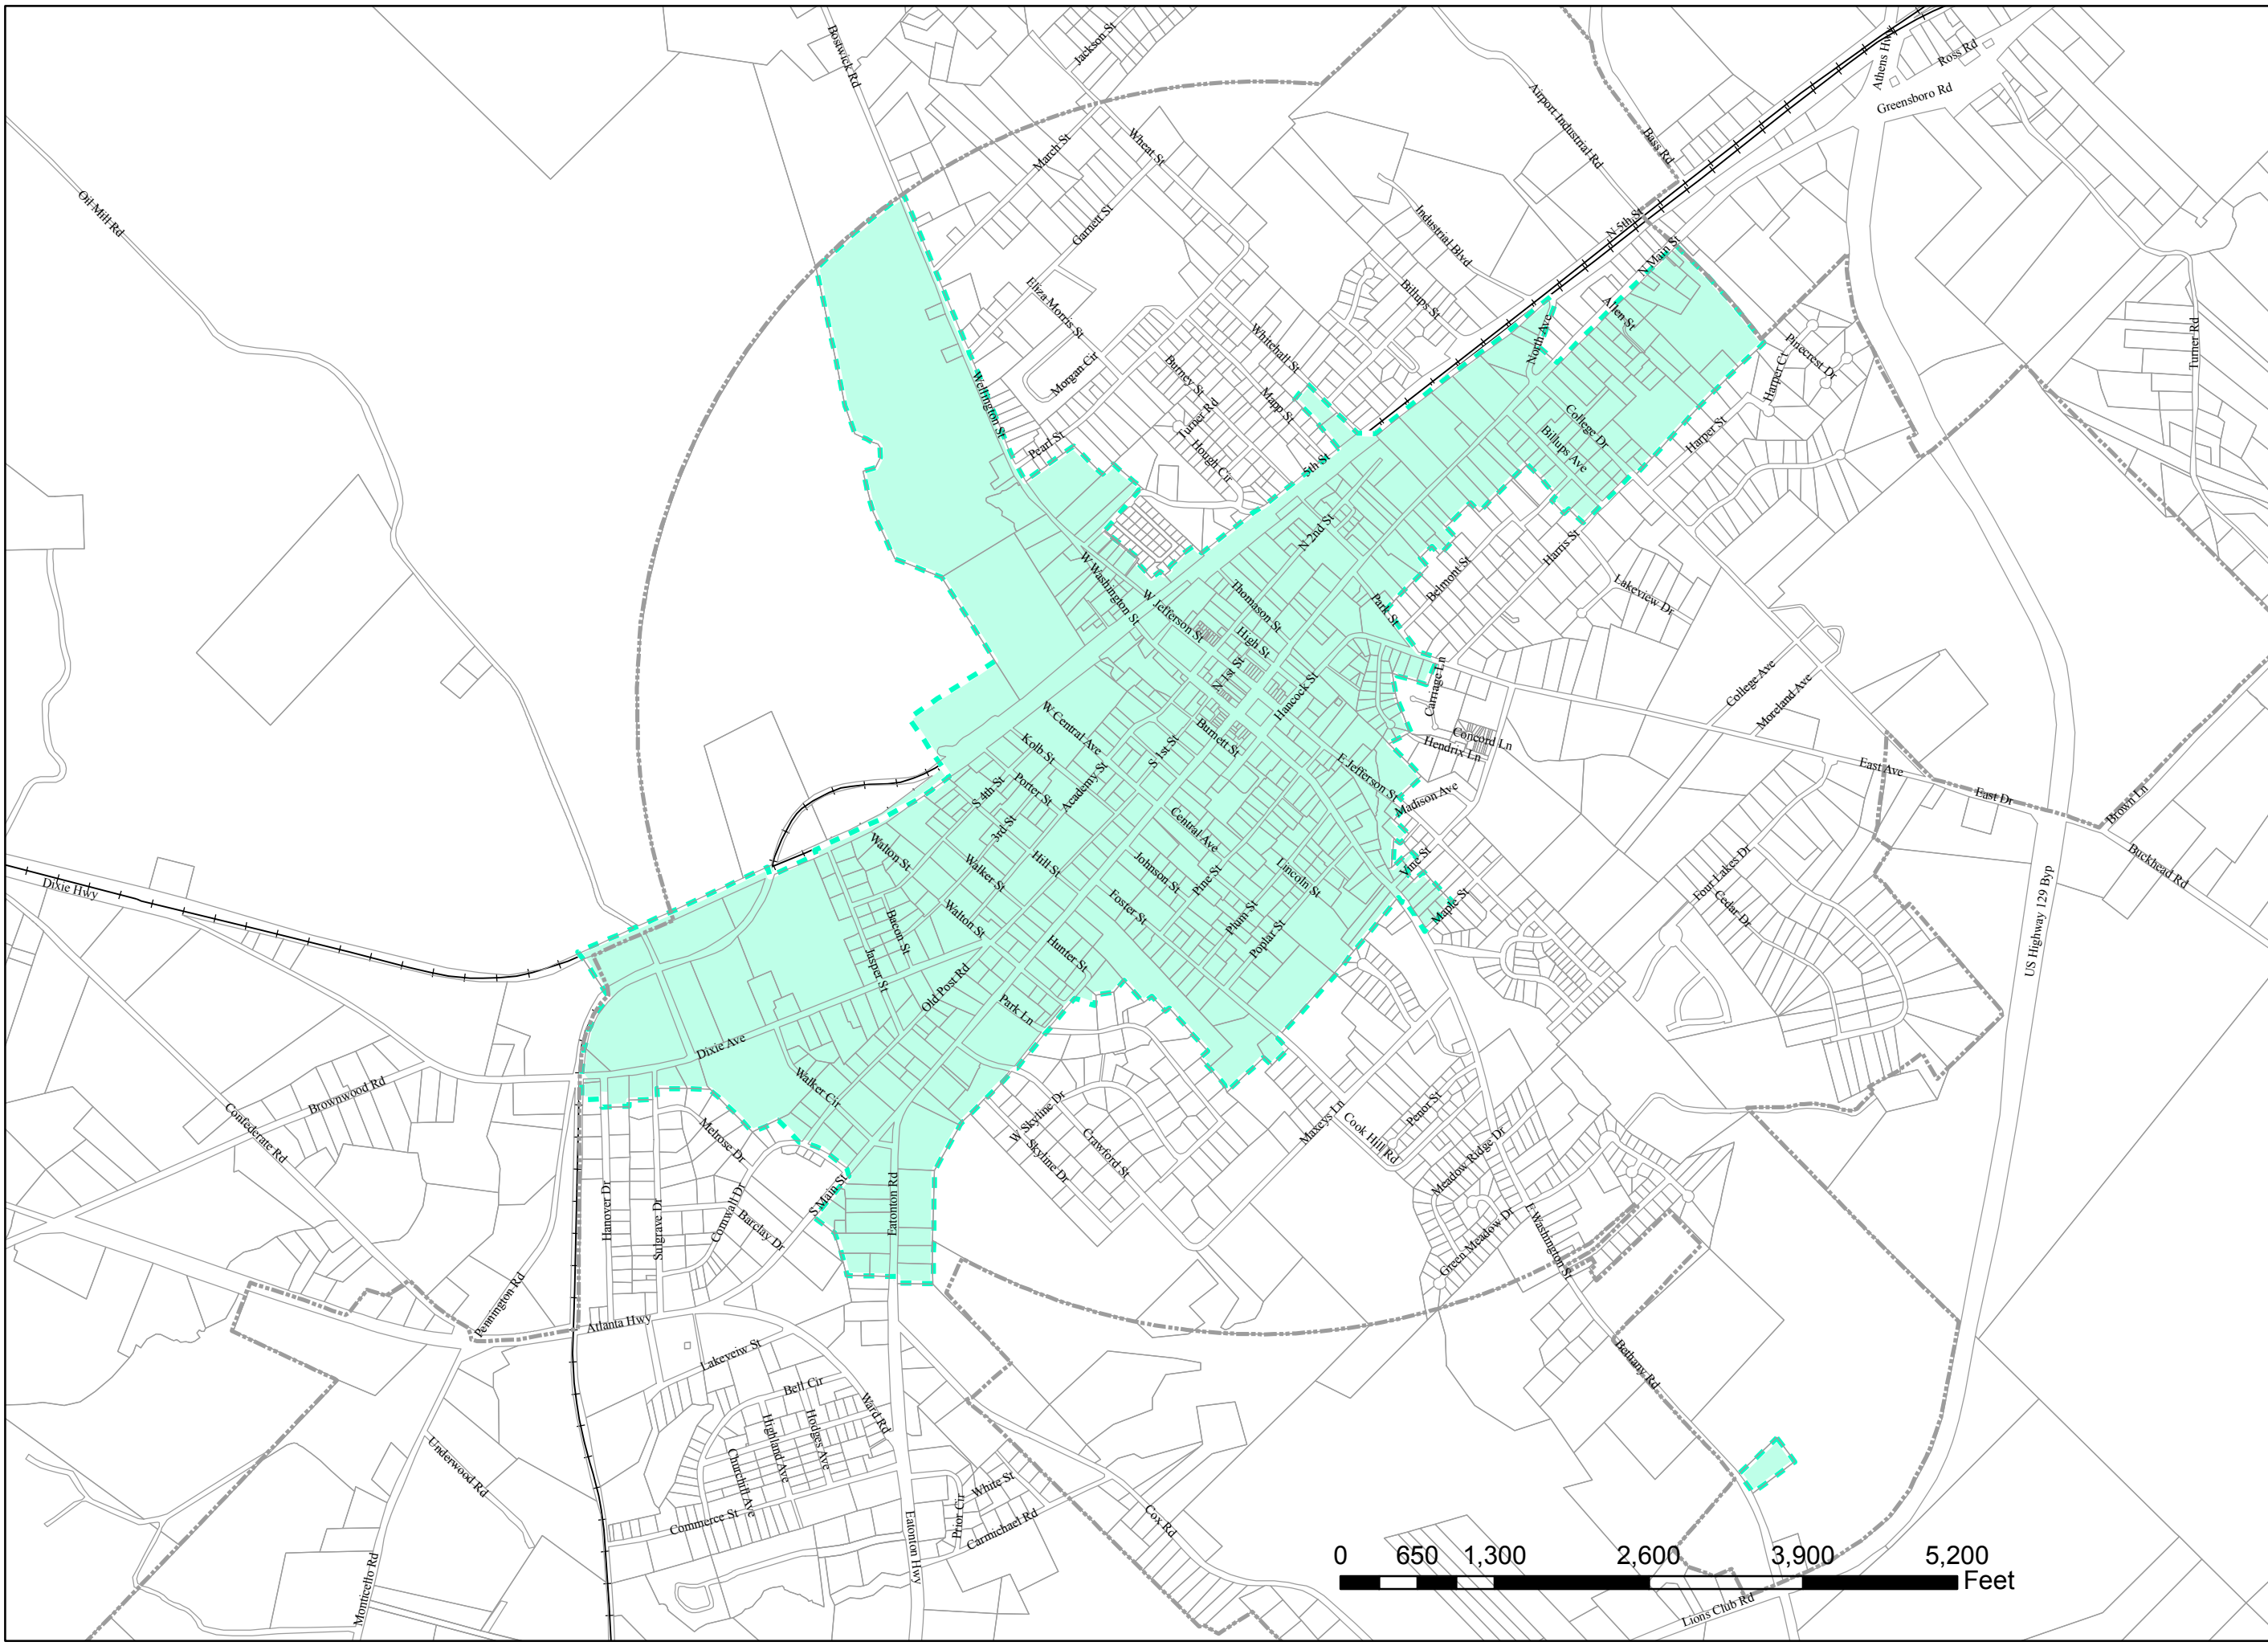 Bostwick Rd
Jackson St
Athens Hwy
Ross Rd
Greensboro Rd
Airport Industrial Rd
Bass Rd
March St
Wheat St
Oil Mill Rd
Garnett St
Industrial Blvd
N 5th St
N Main St
Eliza Morris St
Billups St
Allen St
Whitehall St
North Ave
Pinecrest Dr
Harper Ct
Turner Rd
Morgan Cir
Burney St
Mapp St
Wellington St
Turner Rd
College Dr
Billups Ave
Harper St
Pearl St
Hough Cir
5th St
N 2nd St
Harris St
Belmont St
Lakeview Dr
W Washington St
W Jefferson St
Thomason St
Park St
High St
N 1st St
Hancock St
Carriage Ln
College Ave
Moreland Ave
W Central Ave
Burnett St
Concord Ln
Hendrix Ln
Kolb St
S 1st St
E Jefferson St
East Ave
S 4th St
Porter St
Academy St
Madison Ave
East Dr
Brown Ln
3rd St
Central Ave
Walton St
Walker St
Hill St
Johnson St
Pine St
Lincoln St
Vine St
Buckhead Rd
Dixie Hwy
Four Lakes Dr
Cedar Dr
Bacon St
Walton St
Foster St
Plum St
Poplar St
Maple St
US Highway 129 Byp
Jasper St
Old Post Rd
Hunter St
Park Ln
Dixie Ave
Walker Cir
Brownwood Rd
Confederate Rd
Melrose Dr
W Skyline Dr
Skyline Dr
Crawford St
Maxeys Ln
Cook Hill Rd
Penor St
Meadow Ridge Dr
Hanover Dr
Sulgrave Dr
Cornwall Dr
Barclay Dr
S Main St
Eatonton Rd
Green Meadow Dr
E Washington St
Pennington Rd
Atlanta Hwy
Lakeveiw St
Bethany Rd
Bell Cir
Ward Rd
Highland Ave
Hodges Ave
Churchill Ave
Underwood Rd
Commerce St
Eatonton Hwy
Prior Cir
White St
Carmichael Rd
Cox Rd
Monticello Rd
Lions Club Rd
0 650 1,300 2,600 3,900 5,200
Feet